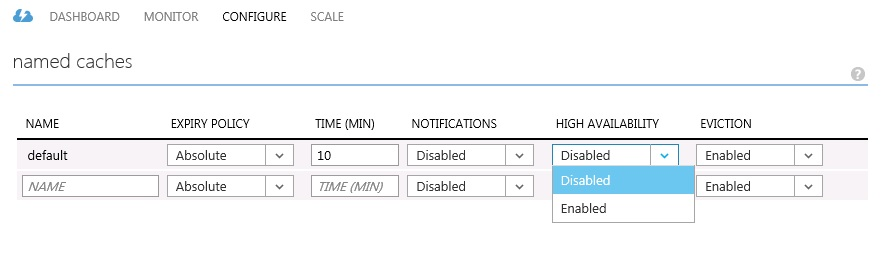 DASHBOARD MONITOR CONFIGURE SCALE
named caches
?
NAME EXPIRY POLICY TIME (MIN) NOTIFICATIONS HIGH AVAILABILITY EVICTION
default Absolute 10 Disabled Disabled Enabled
NAME Absolute TIME (MIN) Disabled Disabled Enabled
Enabled